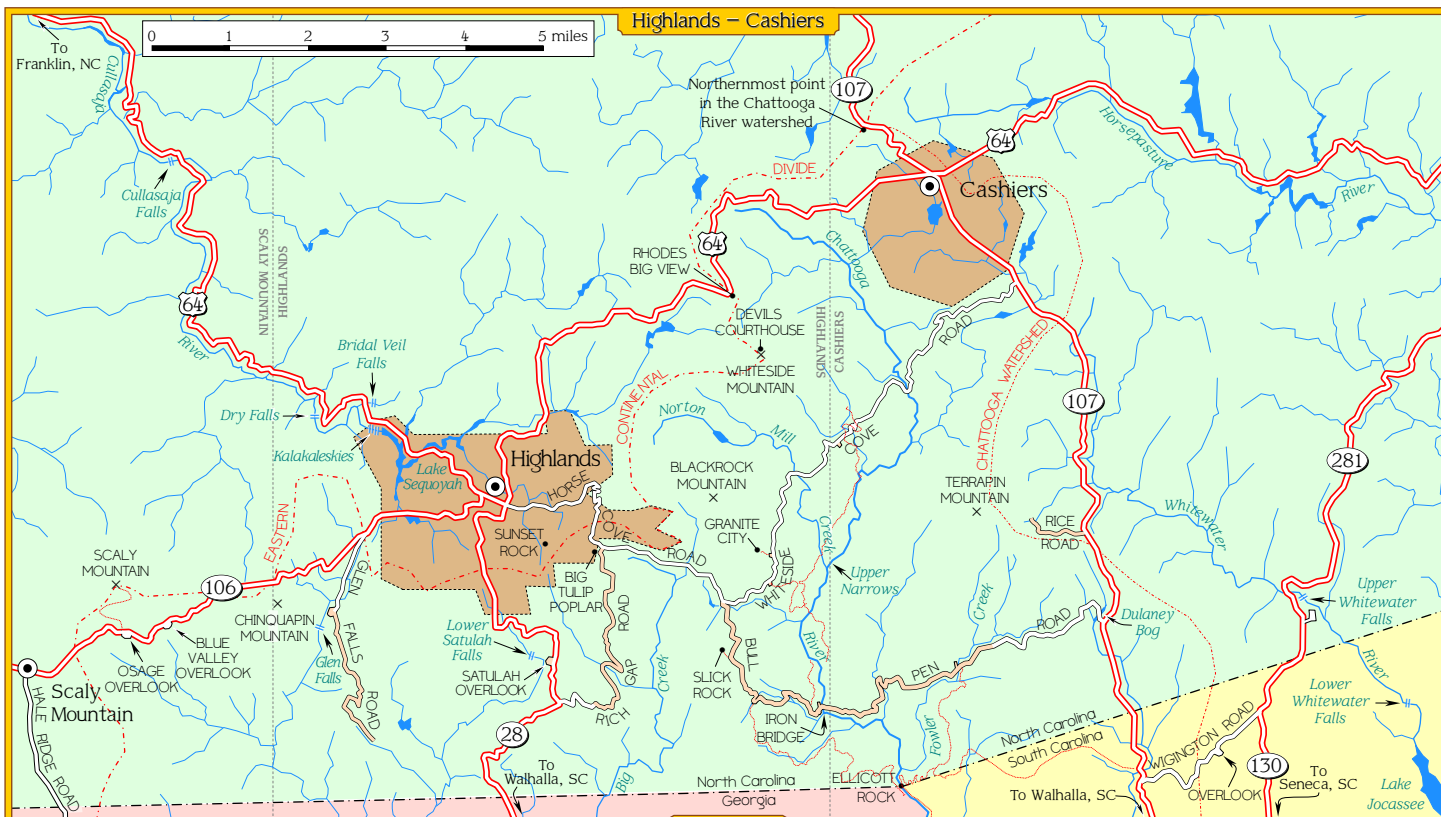 Highlands – Cashiers
0 1 2 3 4 5 miles
To
Franklin, NC
Cullasaja
Northernmost point
in the Chattooga
River watershed
107
64
Horsepasture
River
DIVIDE
Cashiers
Cullasaja
Falls
SCALY MOUNTAIN
HIGHLANDS
64
RHODES
BIG VIEW
Chattooga
64
River
DEVILS
COURTHOUSE
HIGHLANDS
CASHIERS
ROAD
Bridal Veil
Falls
WHITESIDE
MOUNTAIN
CHATTOOGA WATERSHED
CONTINENTAL
107
Dry Falls
Norton
Mill
COVE
Kalakaleskies
Lake
Sequoyah
Highlands
HORSE
BLACKROCK
MOUNTAIN
281
TERRAPIN
MOUNTAIN
Whitewater
EASTERN
COVE
SUNSET
ROCK
GRANITE
CITY
Creek
RICE
ROAD
SCALY
MOUNTAIN
106
GLEN
ROAD
WHITESIDE
BIG
TULIP
POPLAR
Upper
Narrows
Creek
Upper
Whitewater
Falls
CHINQUAPIN
MOUNTAIN
ROAD
ROAD
Dulaney
Bog
BLUE
VALLEY
OVERLOOK
OSAGE
OVERLOOK
FALLS
Lower
Satulah
Falls
BULL
River
Glen
Falls
SATULAH
OVERLOOK
GAP
Creek
SLICK
ROCK
PEN
River
Scaly
Mountain
HALE RIDGE ROAD
ROAD
RICH
IRON
BRIDGE
Lower
Whitewater
Falls
28
Fowler
North Carolina
South Carolina
WIGINGTON ROAD
To
Walhalla, SC
Big
North Carolina
Georgia
ELLICOTT
ROCK
130
To
Seneca, SC
To Walhalla, SC
OVERLOOK
Lake
Jocassee